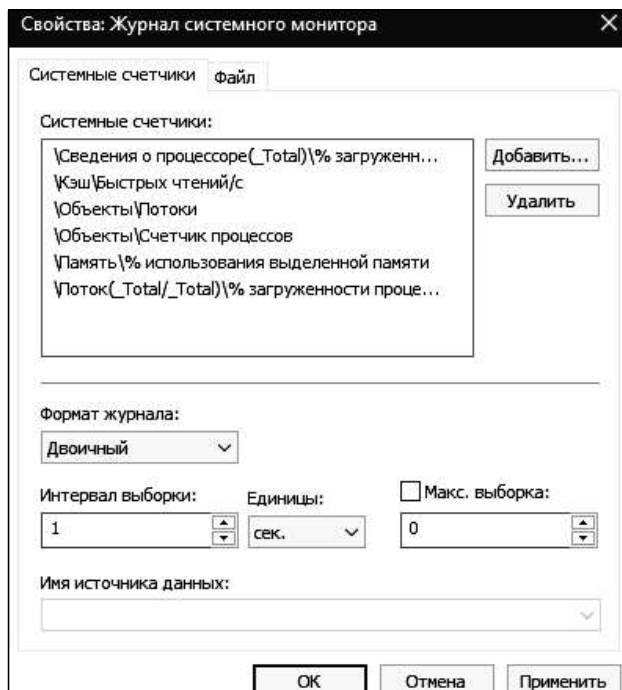 Свойства: Журнал системного монитора
Системные счетчики Файл
Системные счетчики:
\Сведения о процессоре(_Total)\% загруженн...
\Кэш\Быстрых чтений/с
\Объекты\Потоки
\Объекты\Счетчик процессов
\Память\% использования выделенной памяти
\Поток(_Total/_Total)\% загруженности проце...
Добавить...
Удалить
Формат журнала:
Двоичный
Интервал выборки: Единицы: Макс. выборка:
1 сек. 0
Имя источника данных:
ОК Отмена Применить